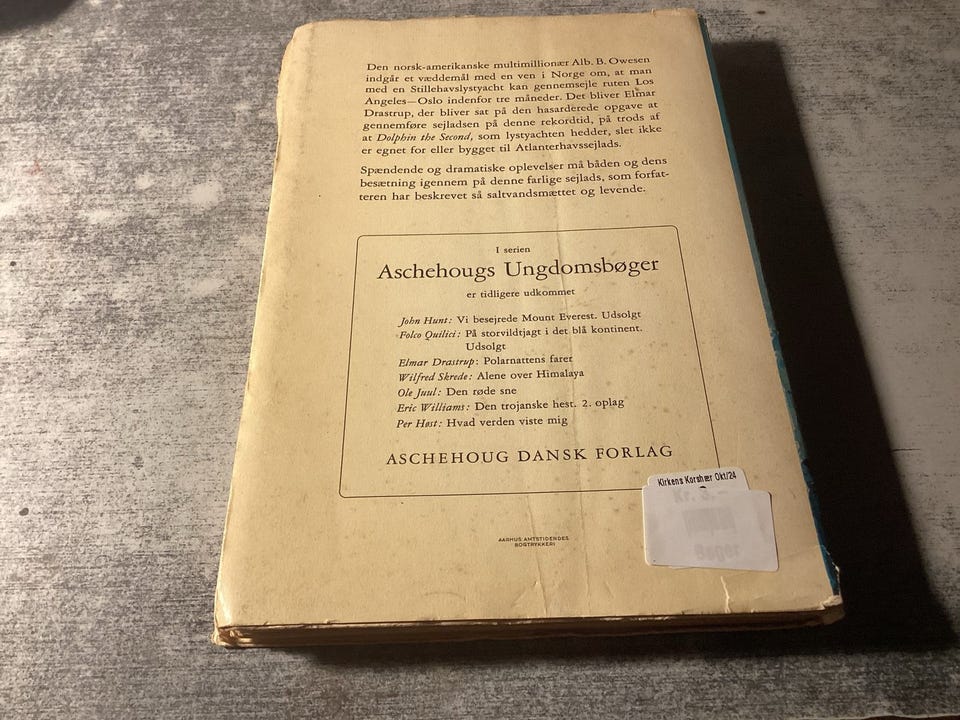 Den norsk-amerikanske multimillionær Alb. B. Owesen
indgår et væddemål med en ven i Norge om, at man
med en Stillehavslystyacht kan gennemsejle ruten Los
Angeles—Oslo indenfor tre måneder. Det bliver Elmar
Drastrup, der bliver sat på den hasarderede opgave at
gennemføre sejladsen på denne rekordtid, på trods af
at Dolphin the Second, som lystyachten hedder, slet ikke
er egnet for eller bygget til Atlanterhavssejlads.
Spændende og dramatiske oplevelser må båden og dens
besætning igennem på denne farlige sejlads, som forfat-
teren har beskrevet så saltvandsmættet og levende.
I serien
Aschehougs Ungdomsbøger
er tidligere udkommet
John Hunt: Vi besejrede Mount Everest. Udsolgt
Folco Quilici: På storvildtjagt i det blå kontinent.
Udsolgt
Elmar Drastrup: Polarnattens farer
Wilfred Skrede: Alene over Himalaya
Ole Juul: Den røde sne
Eric Williams: Den trojanske hest. 2. oplag
Per Høst: Hvad verden viste mig
ASCHEHOUG DANSK FORLAG
Kirkens Korshær Okt/24
Kr.
Bøger
AARHUS AMTSTIDENDES
BOGTRYKKERI